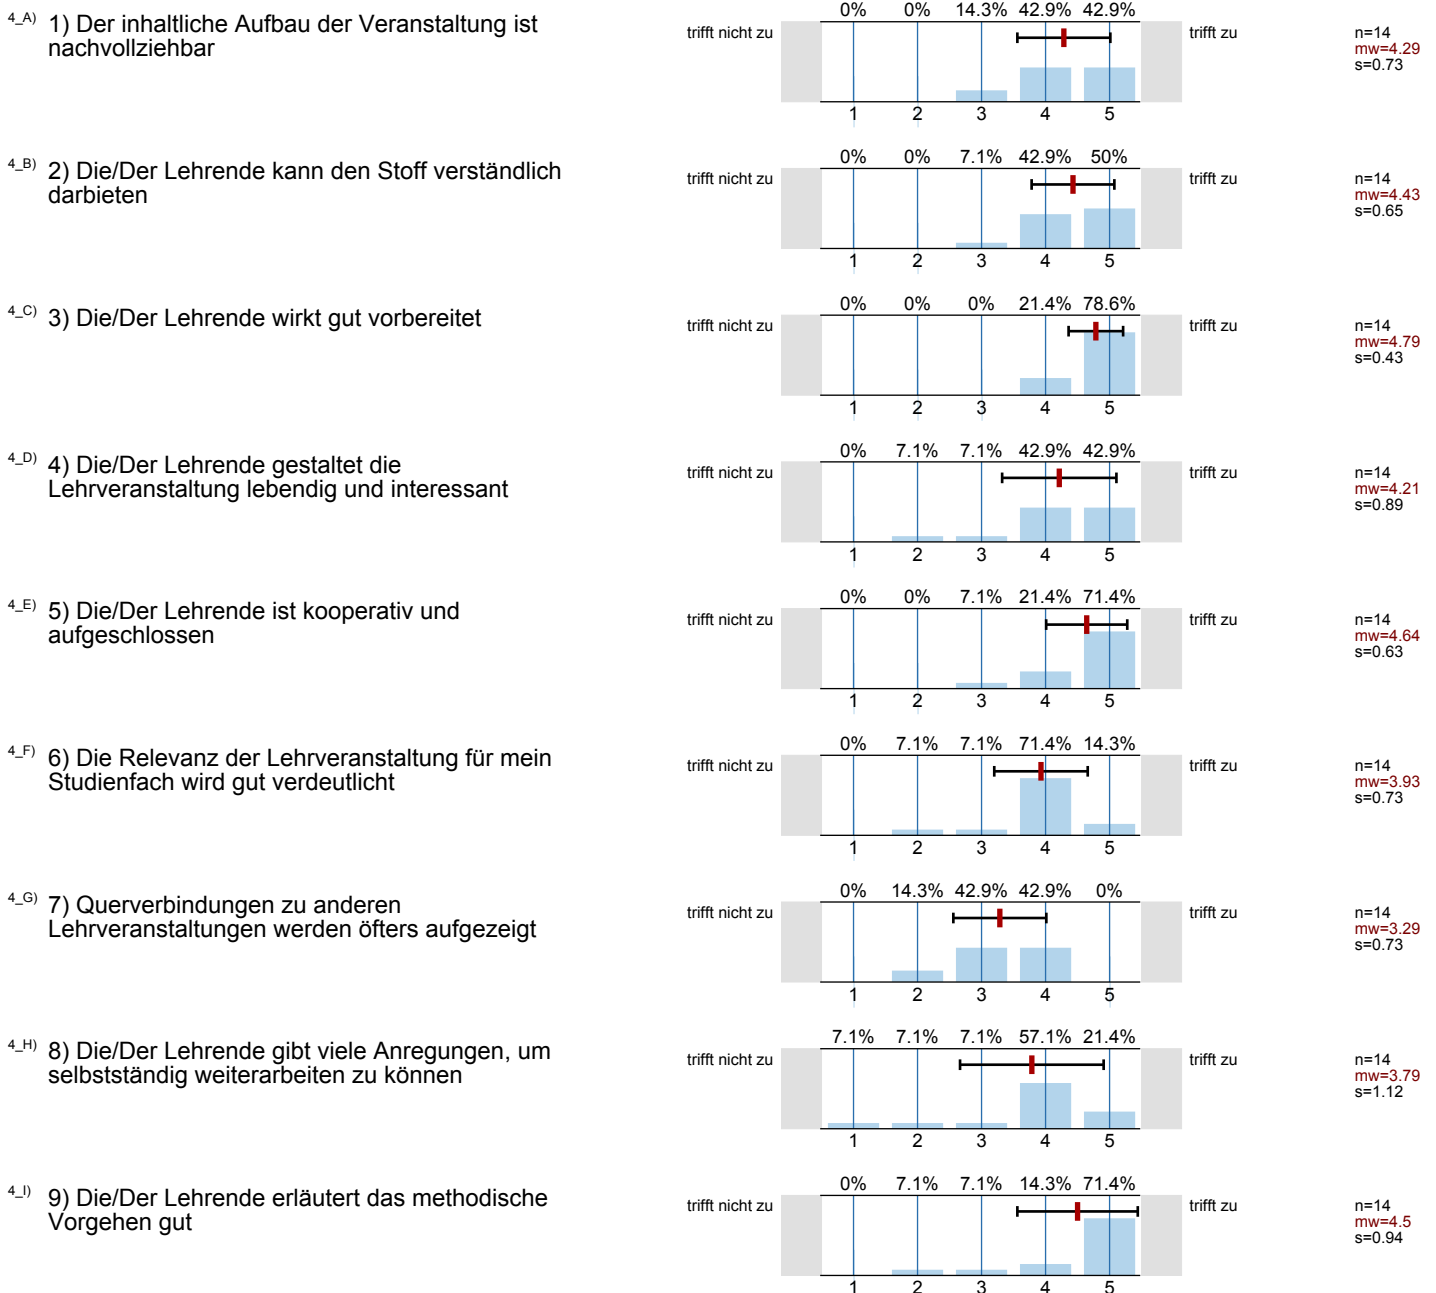 4_A) 1) Der inhaltliche Aufbau der Veranstaltung ist
nachvollziehbar
trifft nicht zu
0% 0% 14.3% 42.9% 42.9%
1 2 3 4 5
trifft zu
n=14
mw=4.29
s=0.73
4_B) 2) Die/Der Lehrende kann den Stoff verständlich
darbieten
trifft nicht zu
0% 0% 7.1% 42.9% 50%
1 2 3 4 5
trifft zu
n=14
mw=4.43
s=0.65
4_C) 3) Die/Der Lehrende wirkt gut vorbereitet
trifft nicht zu
0% 0% 0% 21.4% 78.6%
1 2 3 4 5
trifft zu
n=14
mw=4.79
s=0.43
4_D) 4) Die/Der Lehrende gestaltet die
Lehrveranstaltung lebendig und interessant
trifft nicht zu
0% 7.1% 7.1% 42.9% 42.9%
1 2 3 4 5
trifft zu
n=14
mw=4.21
s=0.89
4_E) 5) Die/Der Lehrende ist kooperativ und
aufgeschlossen
trifft nicht zu
0% 0% 7.1% 21.4% 71.4%
1 2 3 4 5
trifft zu
n=14
mw=4.64
s=0.63
4_F) 6) Die Relevanz der Lehrveranstaltung für mein
Studienfach wird gut verdeutlicht
trifft nicht zu
0% 7.1% 7.1% 71.4% 14.3%
1 2 3 4 5
trifft zu
n=14
mw=3.93
s=0.73
4_G) 7) Querverbindungen zu anderen
Lehrveranstaltungen werden öfters aufgezeigt
trifft nicht zu
0% 14.3% 42.9% 42.9% 0%
1 2 3 4 5
trifft zu
n=14
mw=3.29
s=0.73
4_H) 8) Die/Der Lehrende gibt viele Anregungen, um
selbstständig weiterarbeiten zu können
trifft nicht zu
7.1% 7.1% 7.1% 57.1% 21.4%
1 2 3 4 5
trifft zu
n=14
mw=3.79
s=1.12
4_I) 9) Die/Der Lehrende erläutert das methodische
Vorgehen gut
trifft nicht zu
0% 7.1% 7.1% 14.3% 71.4%
1 2 3 4 5
trifft zu
n=14
mw=4.5
s=0.94